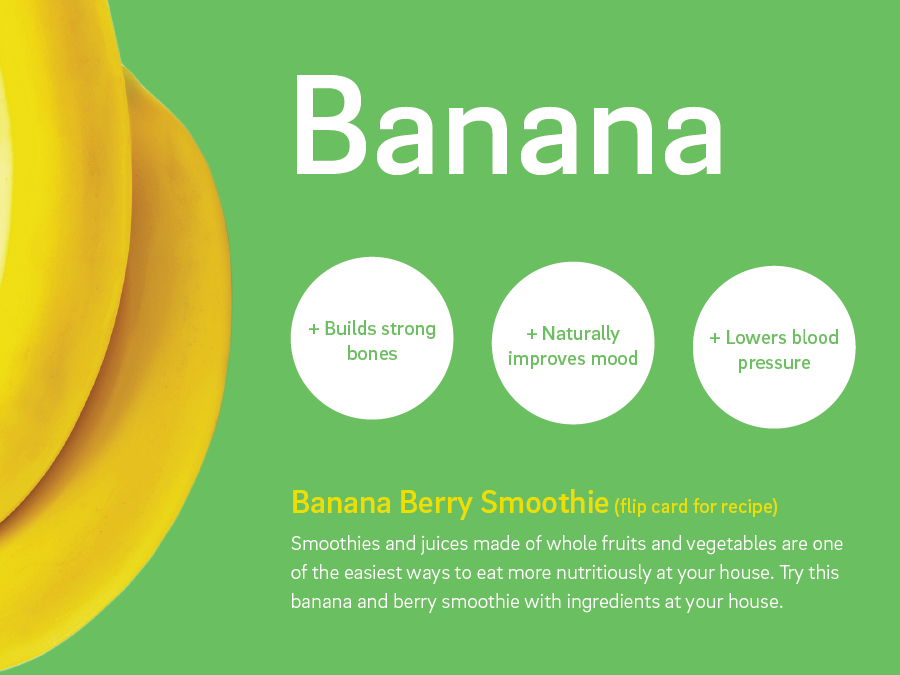 Banana
+ Builds strong
bones
+ Naturally
improves mood
+ Lowers blood
pressure
Banana Berry Smoothie (flip card for recipe)
Smoothies and juices made of whole fruits and vegetables are one
of the easiest ways to eat more nutritiously at your house. Try this
banana and berry smoothie with ingredients at your house.